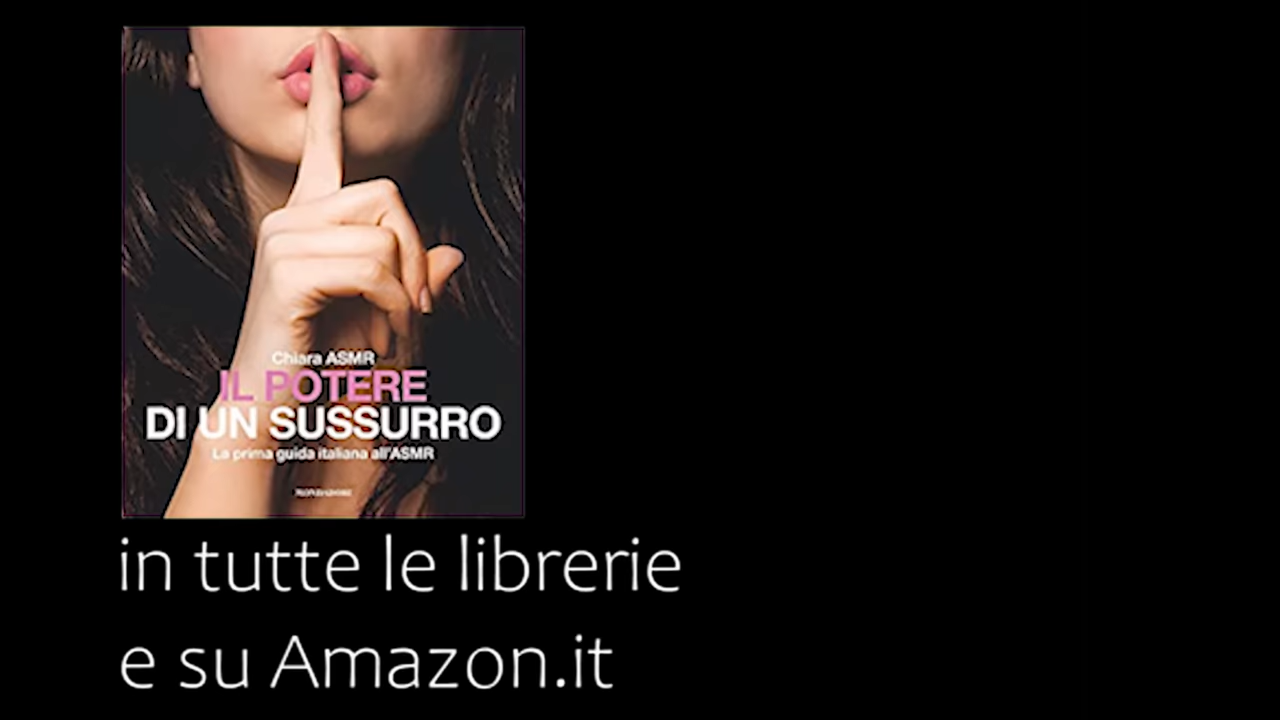 Chiara ASMR
IL POTERE
DI UN SUSSURRO
La prima guida italiana all'ASMR
MONDADORI
in tutte le librerie
e su Amazon.it